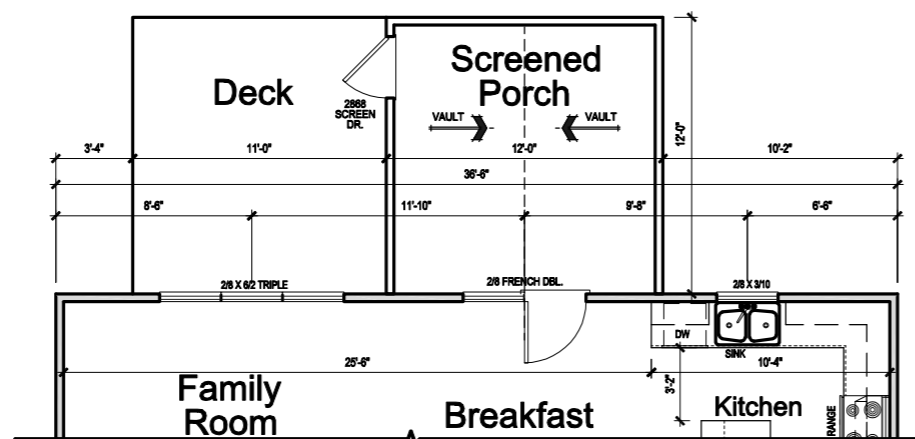 Deck
Screened
Porch
2868
SCREEN
DR.
VAULT
VAULT
12'-0"
3'-4"
11'-0"
12'-0"
10'-2"
36'-6"
8'-6"
11'-10"
9'-8"
6'-6"
2/8 X 6/2 TRIPLE
2/8 FRENCH DBL.
2/8 X 3/10
DW
SINK
25'-6"
10'-4"
3'-2"
Family
Room
Breakfast
Kitchen
RANGE